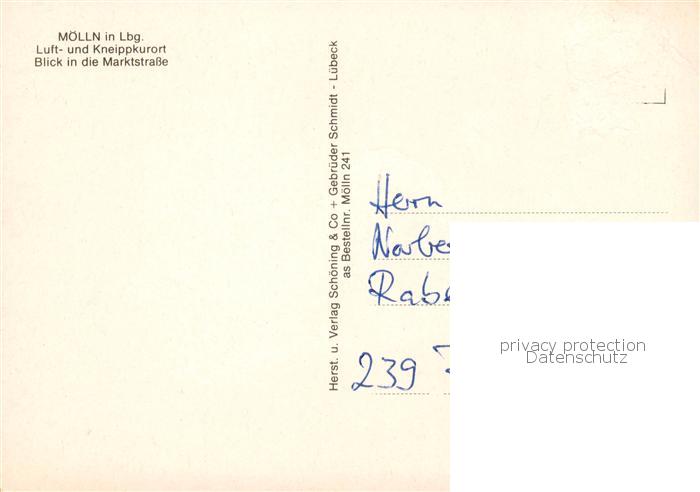 MÖLLN in Lbg.
Luft- und Kneippkurort
Blick in die Marktstraße
Herst. u. Verlag Schöning & Co + Gebrüder Schmidt - Lübeck
as Bestellnr. Mölln 241
Herrn
239
privacy protection
Datenschutz